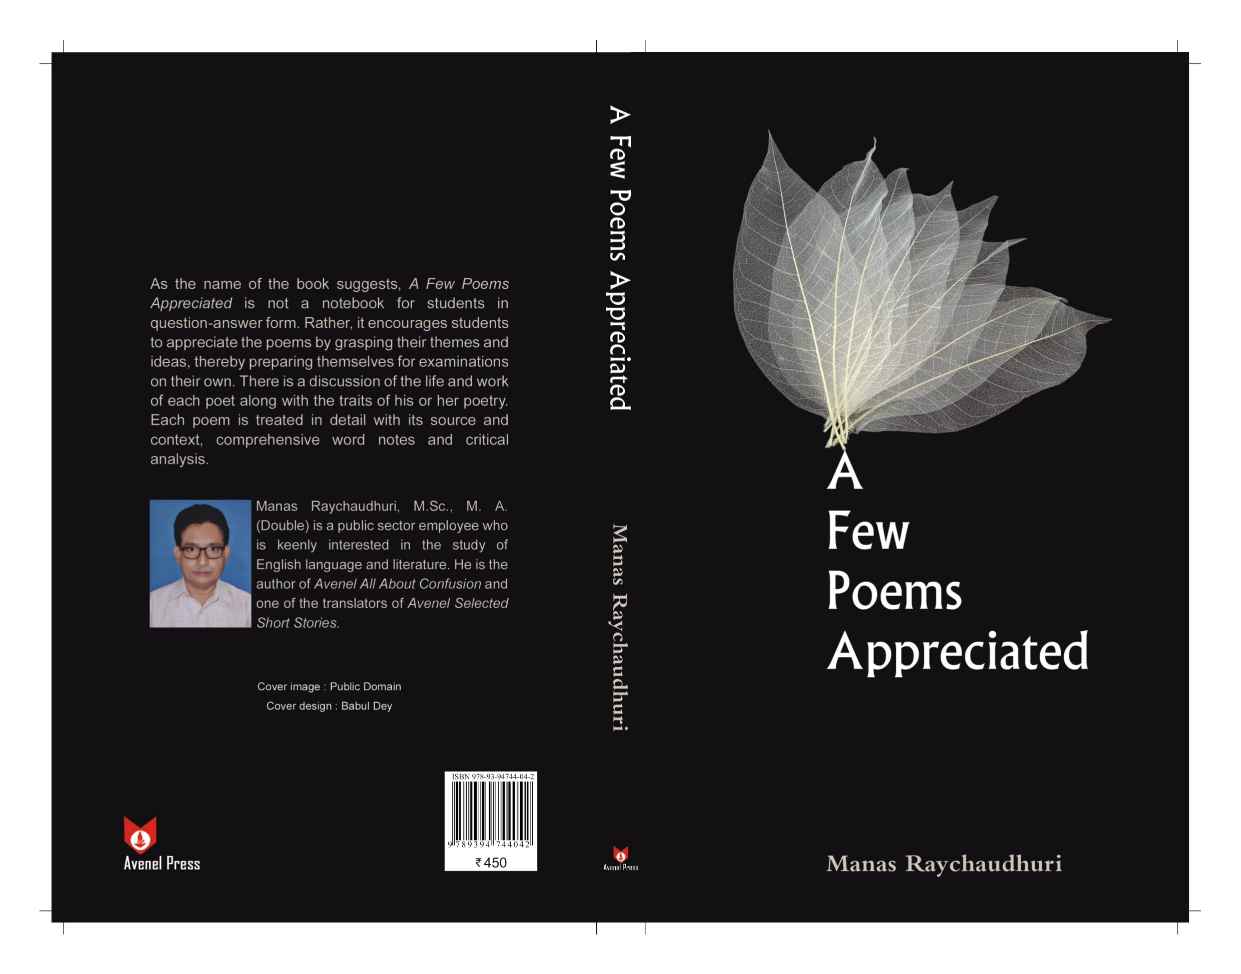 As the name of the book suggests, A Few Poems
Appreciated is not a notebook for students in
question-answer form. Rather, it encourages students
to appreciate the poems by grasping their themes and
ideas, thereby preparing themselves for examinations
on their own. There is a discussion of the life and work
of each poet along with the traits of his or her poetry.
Each poem is treated in detail with its source and
context, comprehensive word notes and critical
analysis.
Manas Raychaudhuri, M.Sc., M. A.
(Double) is a public sector employee who
is keenly interested in the study of
English language and literature. He is the
author of Avenel All About Confusion and
one of the translators of Avenel Selected
Short Stories.
Cover image : Public Domain
Cover design : Babul Dey
ISBN 978-93-94744-04-2
9 789394 744042
₹ 450
Avenel Press
A Few Poems Appreciated
Manas Raychaudhuri
Avenel Press
A
Few
Poems
Appreciated
Manas Raychaudhuri